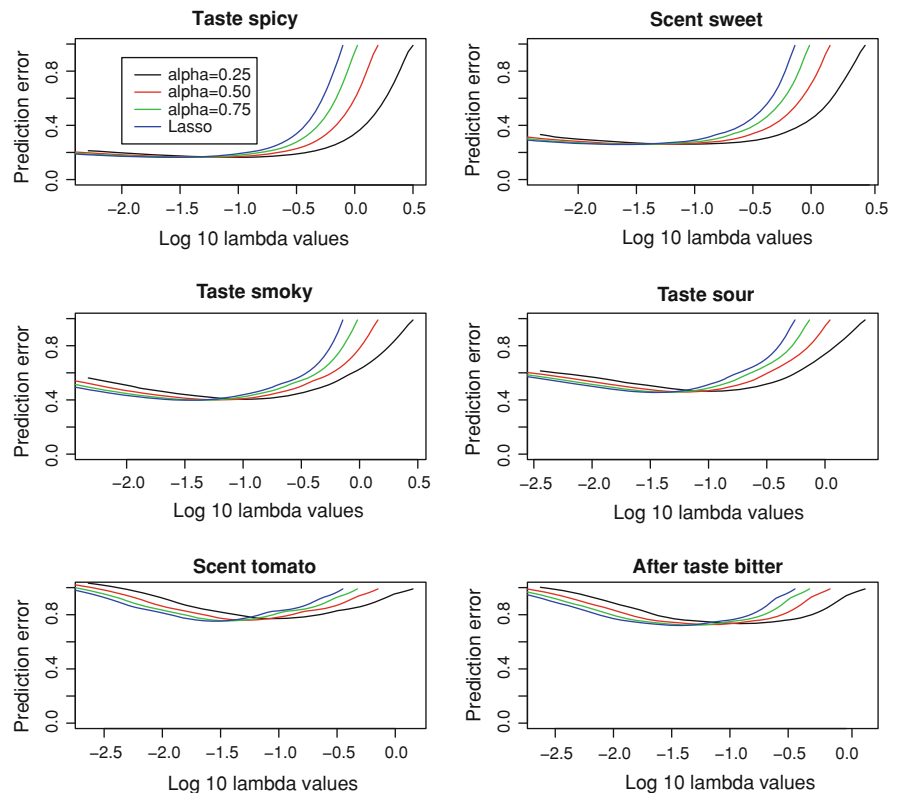 Taste spicy
Prediction error
0.0 0.4 0.8
alpha=0.25
alpha=0.50
alpha=0.75
Lasso
−2.0 −1.5 −1.0 −0.5 0.0 0.5
Log 10 lambda values
Scent sweet
Prediction error
0.0 0.4 0.8
−2.0 −1.5 −1.0 −0.5 0.0 0.5
Log 10 lambda values
Taste smoky
Prediction error
0.0 0.4 0.8
−2.0 −1.5 −1.0 −0.5 0.0 0.5
Log 10 lambda values
Taste sour
Prediction error
0.0 0.4 0.8
−2.5 −2.0 −1.5 −1.0 −0.5 0.0
Log 10 lambda values
Scent tomato
Prediction error
0.0 0.4 0.8
−2.5 −2.0 −1.5 −1.0 −0.5 0.0
Log 10 lambda values
After taste bitter
Prediction error
0.0 0.4 0.8
−2.5 −2.0 −1.5 −1.0 −0.5 0.0
Log 10 lambda values